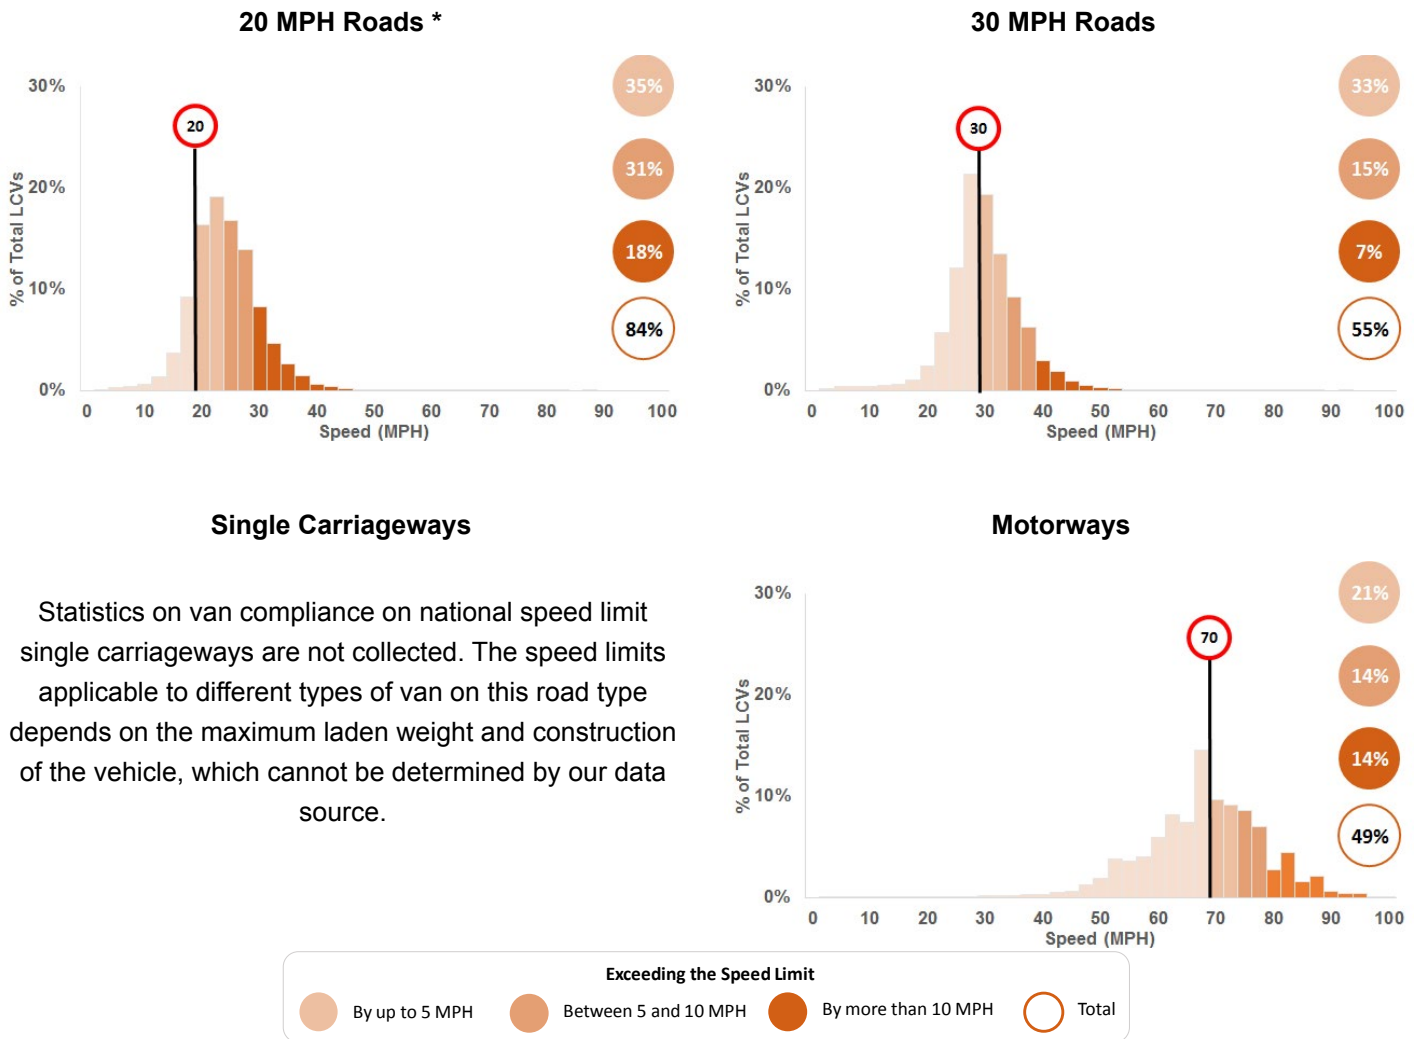 20 MPH Roads *
30%
20%
10%
0%
% of Total LCVs
20
35%
31%
18%
84%
0 10 20 30 40 50 60 70 80 90 100
Speed (MPH)
30 MPH Roads
30%
20%
10%
0%
% of Total LCVs
30
33%
15%
7%
55%
0 10 20 30 40 50 60 70 80 90 100
Speed (MPH)
Single Carriageways
Statistics on van compliance on national speed limit
single carriageways are not collected. The speed limits
applicable to different types of van on this road type
depends on the maximum laden weight and construction
of the vehicle, which cannot be determined by our data
source.
Motorways
30%
20%
10%
0%
% of Total LCVs
70
21%
14%
14%
49%
0 10 20 30 40 50 60 70 80 90 100
Speed (MPH)
Exceeding the Speed Limit
By up to 5 MPH Between 5 and 10 MPH By more than 10 MPH Total